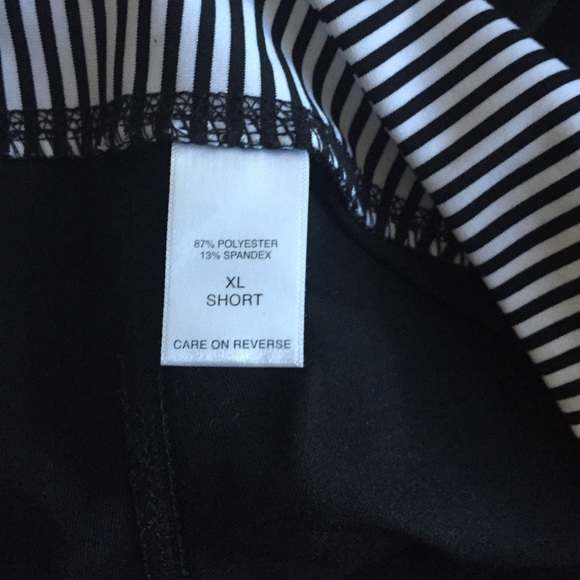 87% POLYESTER
13% SPANDEX
XL
SHORT
CARE ON REVERSE